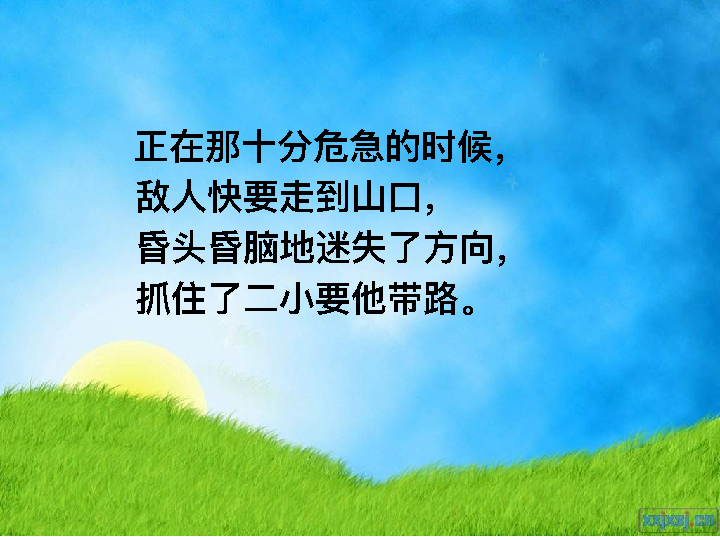 正在那十分危急的时候，
敌人快要走到山口，
昏头昏脑地迷失了方向，
抓住了二小要他带路。
xxjxsj.cn